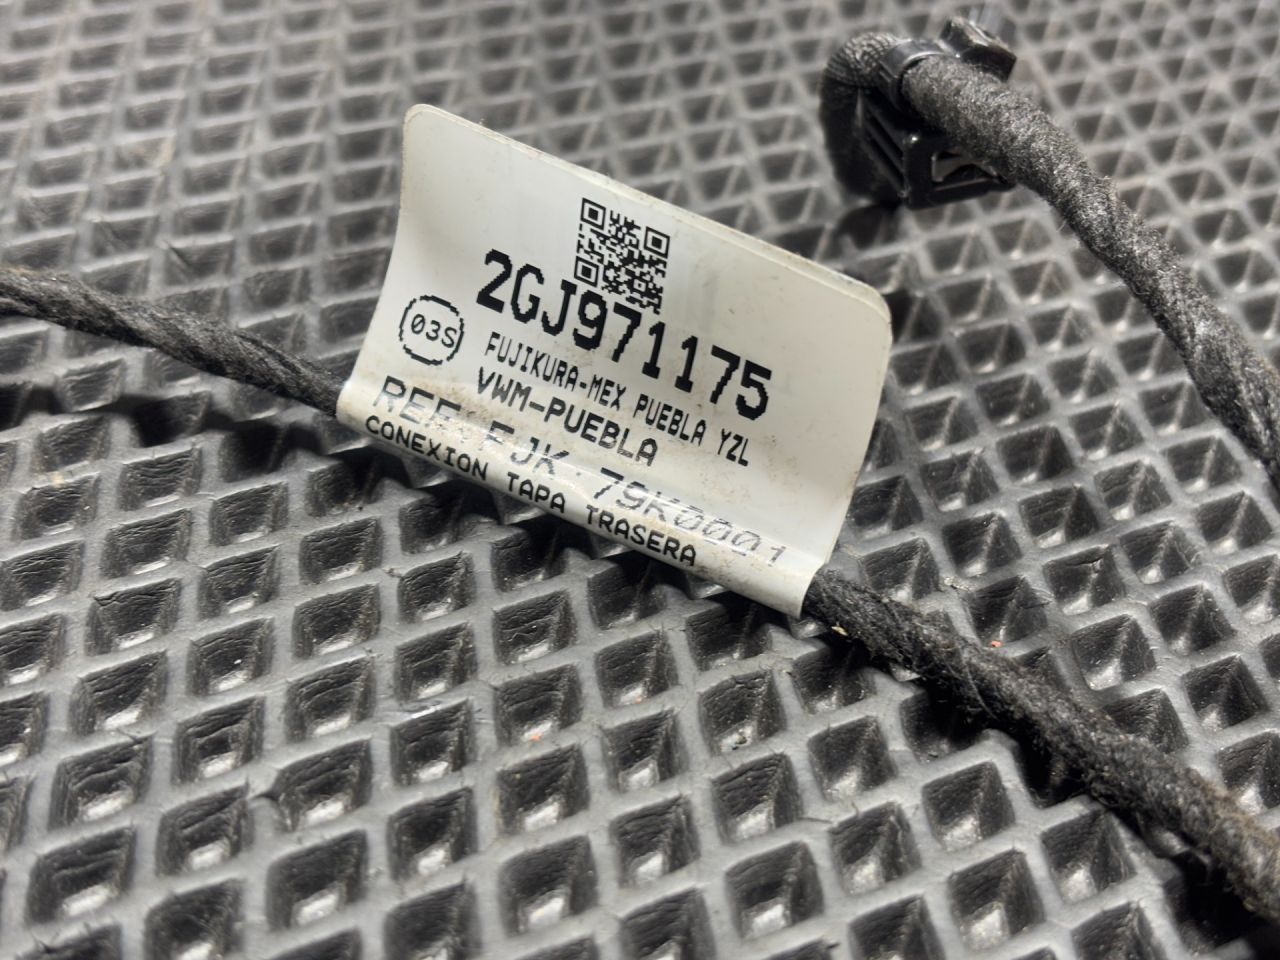 2GJ971175
03S
FUJIKURA-MEX PUEBLA YZL
VWM-PUEBLA
REF: FJK 79K0001
CONEXION TAPA TRASERA